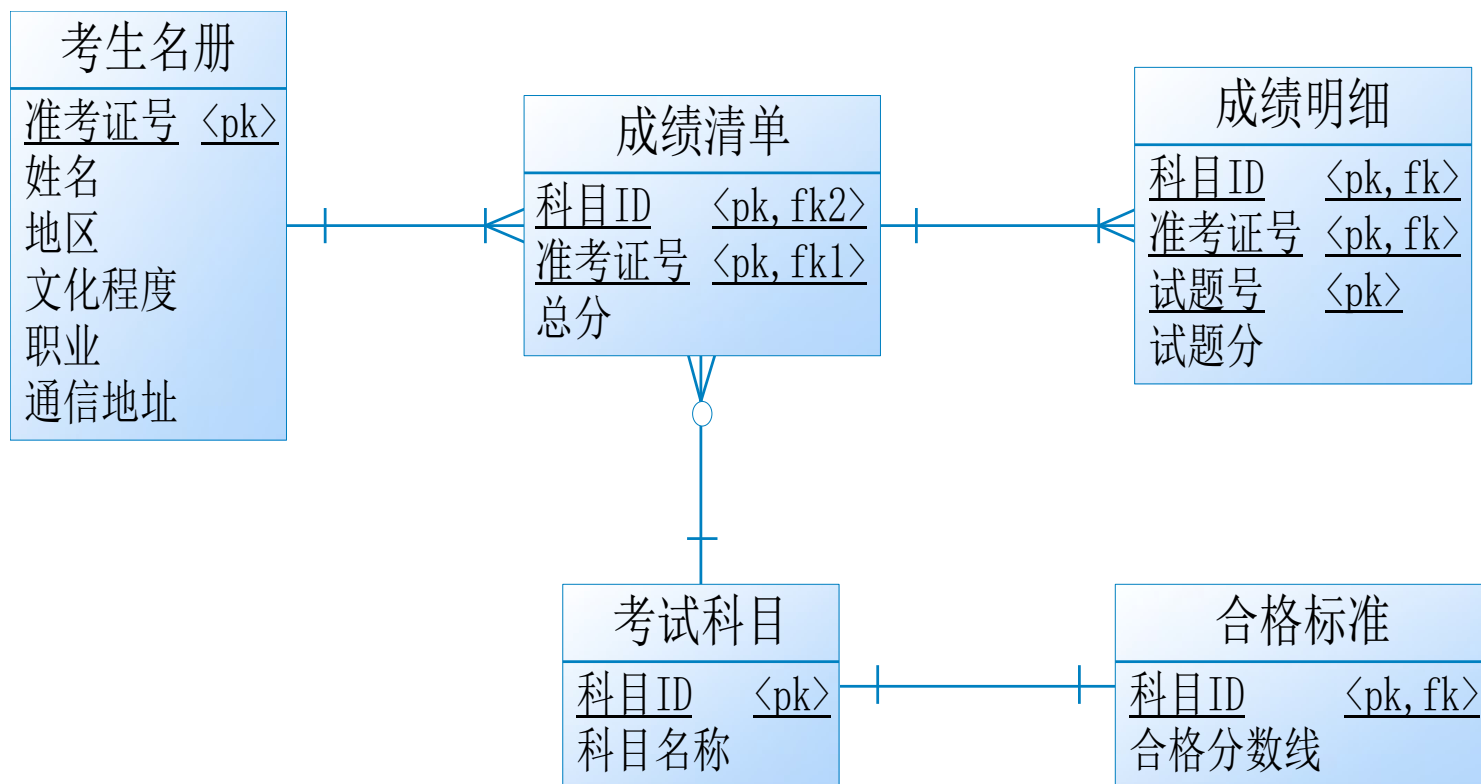 考生名册
准考证号 <pk>
姓名
地区
文化程度
职业
通信地址
成绩清单
科目ID <pk,fk2>
准考证号 <pk,fk1>
总分
成绩明细
科目ID <pk,fk>
准考证号 <pk,fk>
试题号 <pk>
试题分
考试科目
科目ID <pk>
科目名称
合格标准
科目ID <pk,fk>
合格分数线